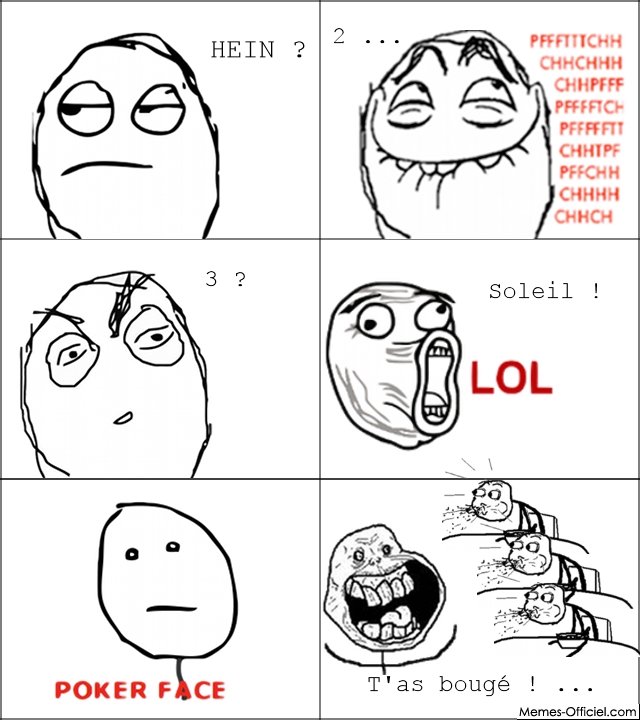 HEIN ?
2 ...
PFFFTTTCHH
CHHCHHH
CHHPFFF
PFFFFTCH
PFFFFFTT
CHHTPF
PFFCHH
CHHHH
CHHCH
3 ?
Soleil !
LOL
POKER FACE
T'as bougé ! ...
Memes-Officiel.com